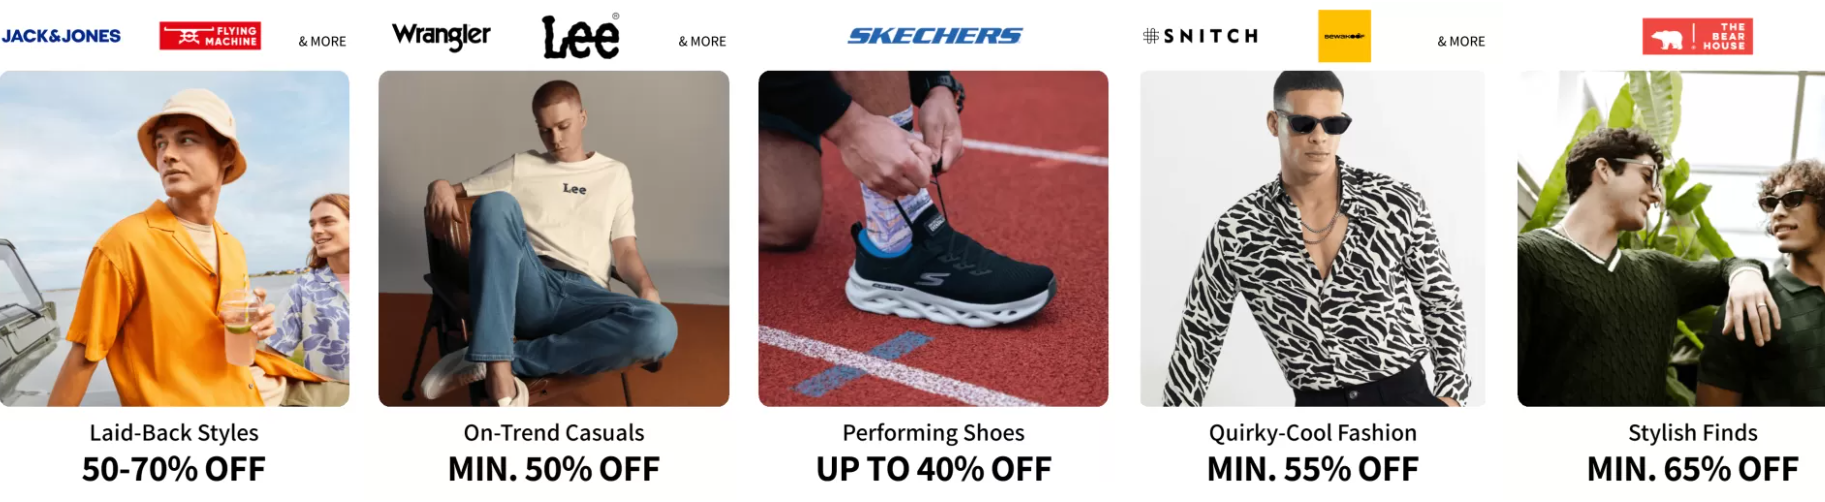 JACK&JONES
FLYING
MACHINE
& MORE
Wrangler
Lee®
& MORE
SKECHERS
SNITCH
& MORE
THE
BEAR
HOUSE
Lee
Laid-Back Styles
50-70% OFF
On-Trend Casuals
MIN. 50% OFF
Performing Shoes
UP TO 40% OFF
Quirky-Cool Fashion
MIN. 55% OFF
Stylish Finds
MIN. 65% OFF